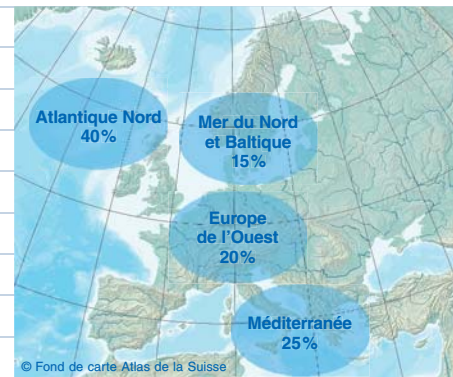 Atlantique Nord
40%
Mer du Nord
et Baltique
15%
Europe
de l'Ouest
20%
Méditerranée
25%
© Fond de carte Atlas de la Suisse